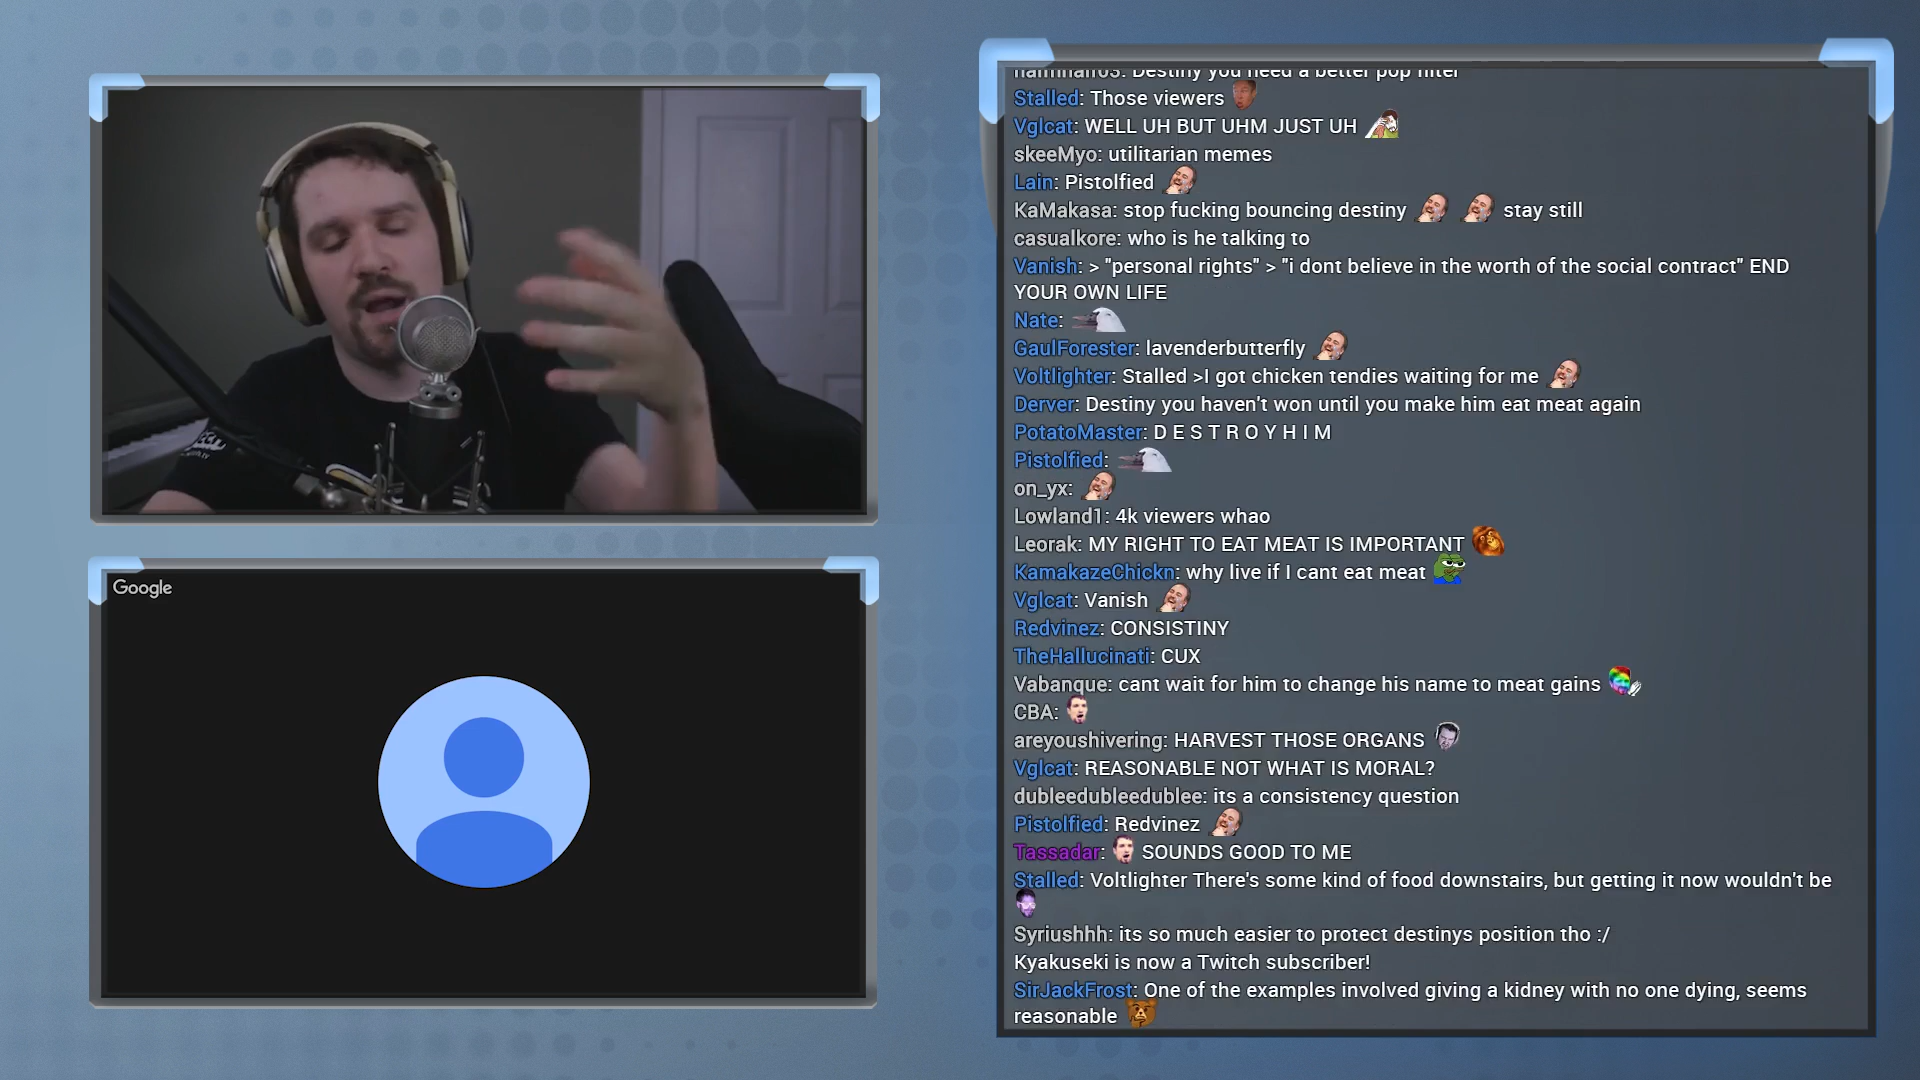 Destiny you need a better pop filter
Stalled: Those viewers
Vglcat: WELL UH BUT UHM JUST UH
skeeMyo: utilitarian memes
Lain: Pistolfied
KaMakasa: stop fucking bouncing destiny stay still
casualkore: who is he talking to
Vanish: > "personal rights" > "i dont believe in the worth of the social contract" END
YOUR OWN LIFE
Nate:
GaulForester: lavenderbutterfly
Voltlighter: Stalled >I got chicken tendies waiting for me
Derver: Destiny you haven't won until you make him eat meat again
PotatoMaster: D E S T R O Y H I M
Pistolfied:
on_yx:
Lowland1: 4k viewers whao
Leorak: MY RIGHT TO EAT MEAT IS IMPORTANT
KamakazeChickn: why live if I cant eat meat
Vglcat: Vanish
Redvinez: CONSISTINY
TheHallucinati: CUX
Vabanque: cant wait for him to change his name to meat gains
CBA:
areyoushivering: HARVEST THOSE ORGANS
Vglcat: REASONABLE NOT WHAT IS MORAL?
dubleedubleedublee: its a consistency question
Pistolfied: Redvinez
Tassadar: SOUNDS GOOD TO ME
Stalled: Voltlighter There's some kind of food downstairs, but getting it now wouldn't be
Syriushhh: its so much easier to protect destinys position tho :/
Kyakuseki is now a Twitch subscriber!
SirJackFrost: One of the examples involved giving a kidney with no one dying, seems
reasonable
Google